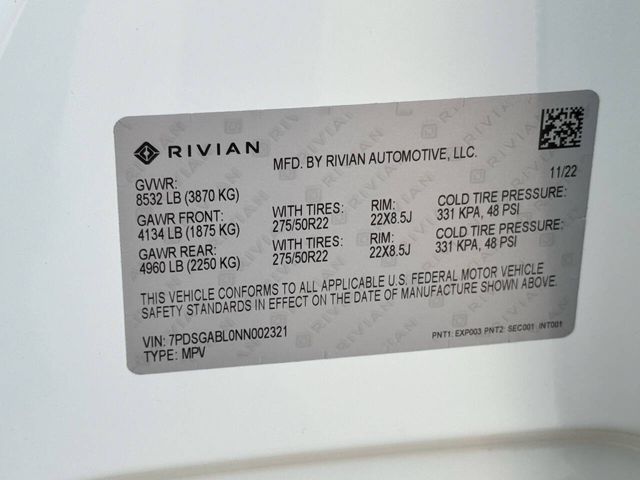 RIVIAN
MFD. BY RIVIAN AUTOMOTIVE, LLC.
11/22
GVWR:
8532 LB (3870 KG)
GAWR FRONT: WITH TIRES: RIM: COLD TIRE PRESSURE:
4134 LB (1875 KG) 275/50R22 22X8.5J 331 KPA, 48 PSI
GAWR REAR: WITH TIRES: RIM: COLD TIRE PRESSURE:
4960 LB (2250 KG) 275/50R22 22X8.5J 331 KPA, 48 PSI
THIS VEHICLE CONFORMS TO ALL APPLICABLE U.S. FEDERAL MOTOR VEHICLE
SAFETY STANDARDS IN EFFECT ON THE DATE OF MANUFACTURE SHOWN ABOVE.
VIN: 7PDSGABL0NN002321
TYPE: MPV
PNT1: EXP003 PNT2: SEC001 INT001